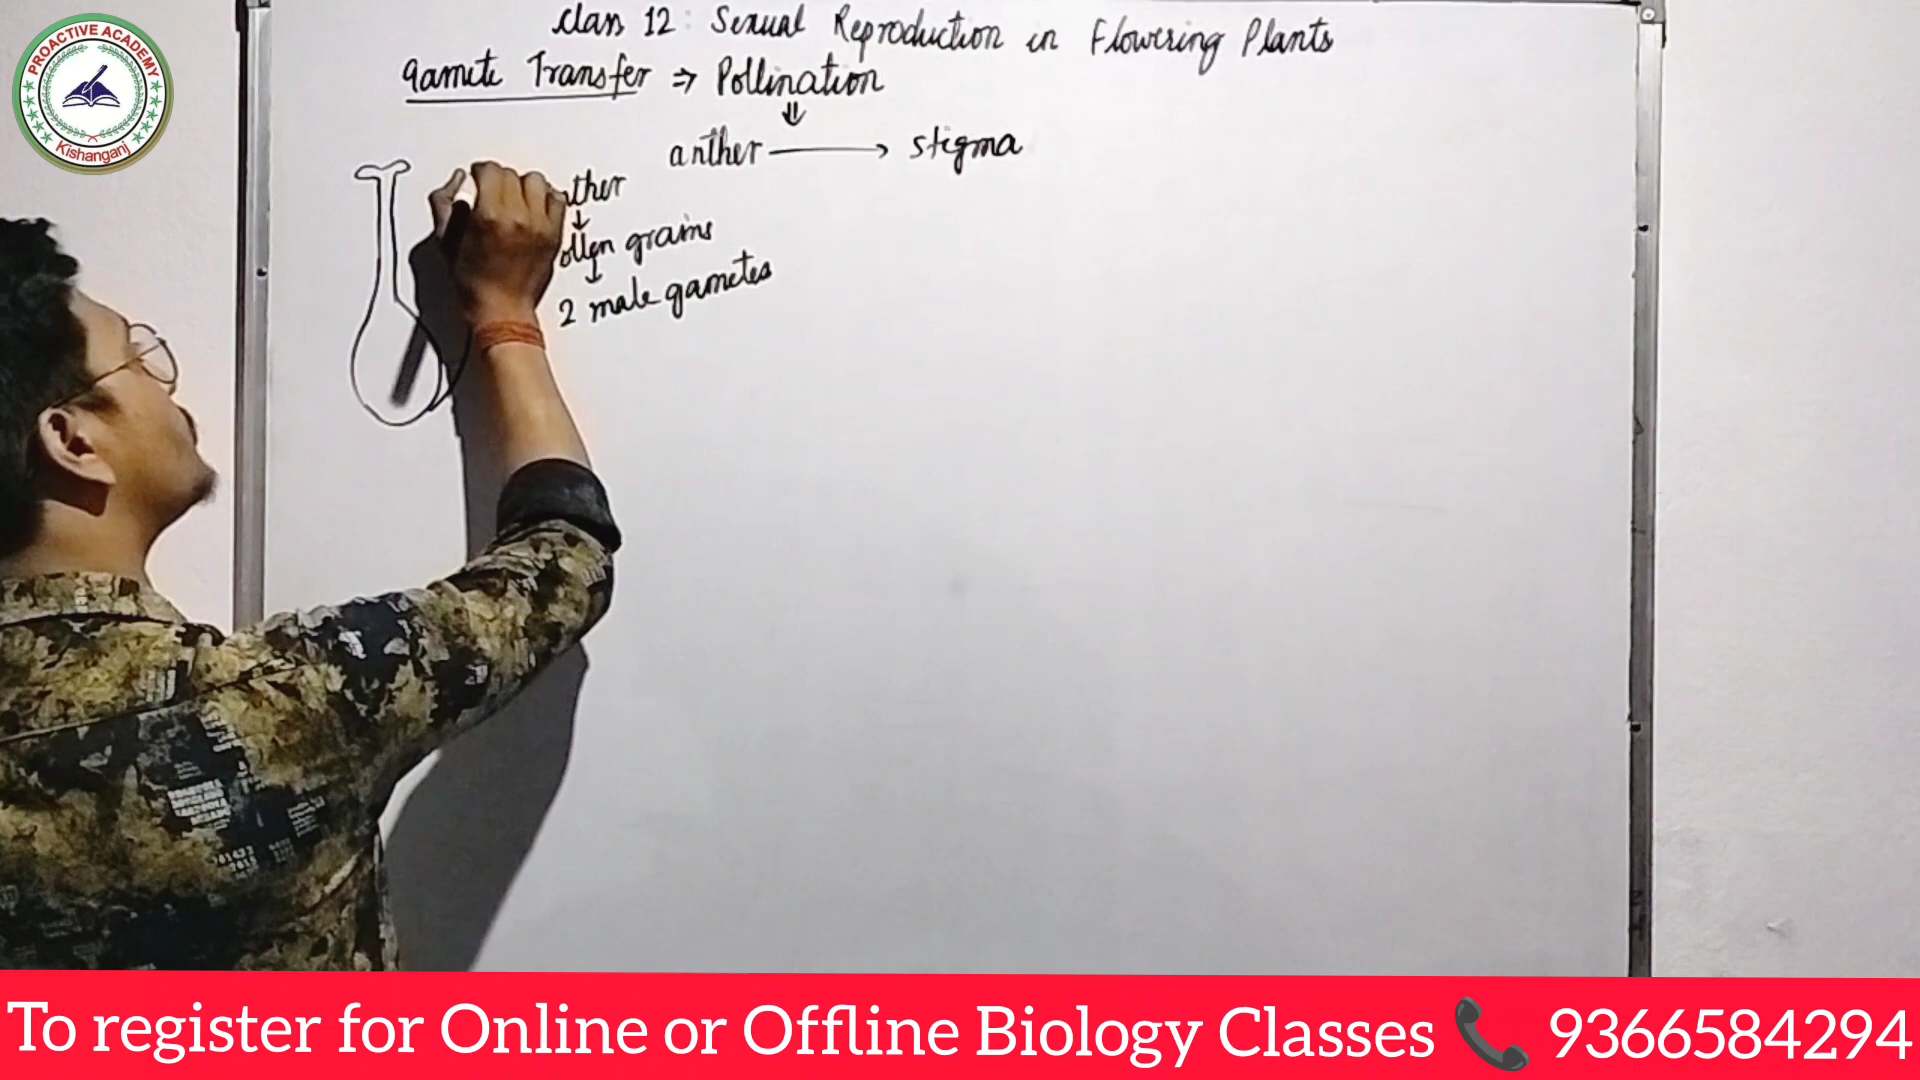 PROACTIVE ACADEMY
Kishanganj
Class 12: Sexual Reproduction in Flowering Plants
Gamete Transfer ⇒ Pollination
⇓
anther → stigma
ther
↓
ollen grains
↓
2 male gametes
To register for Online or Offline Biology Classes 📞 9366584294